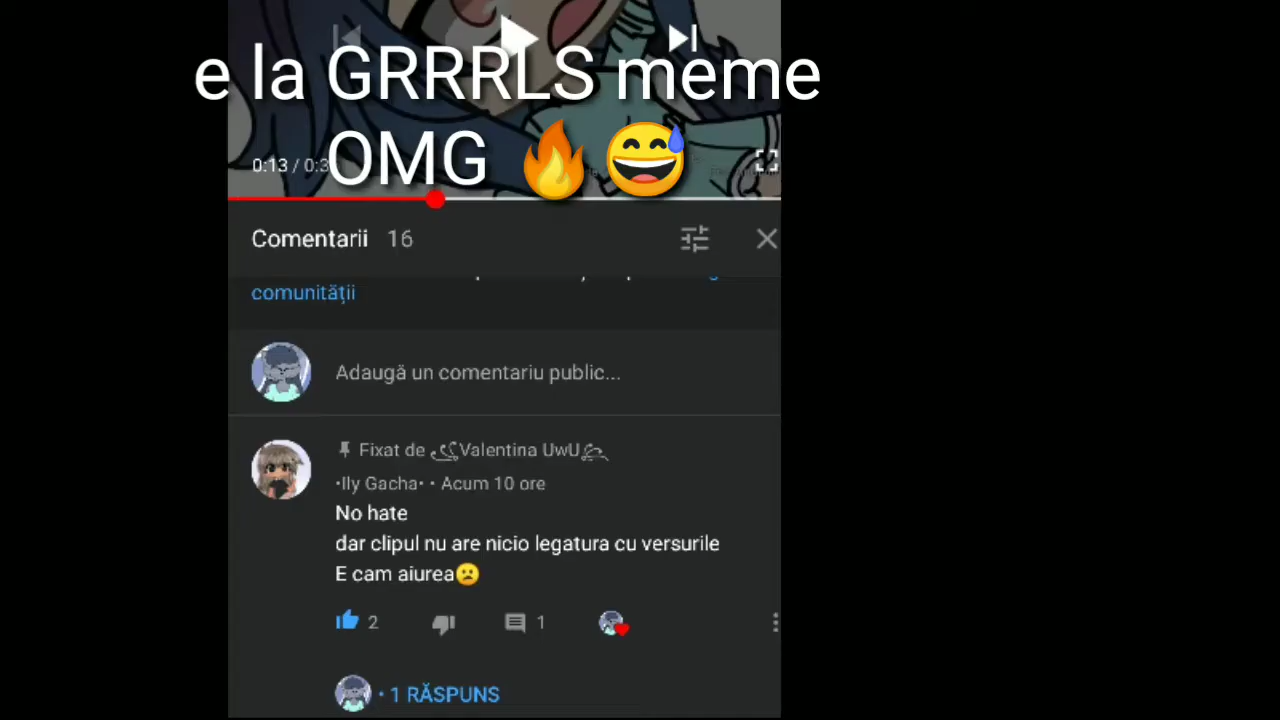 e la GRRRLS meme
OMG 🔥😅
0:13 / 0:3
Comentarii 16
comunității
Adaugă un comentariu public...
Fixat de Valentina UwU
•Ily Gacha• • Acum 10 ore
No hate
dar clipul nu are nicio legatura cu versurile
E cam aiurea😕
2 1
• 1 RĂSPUNS